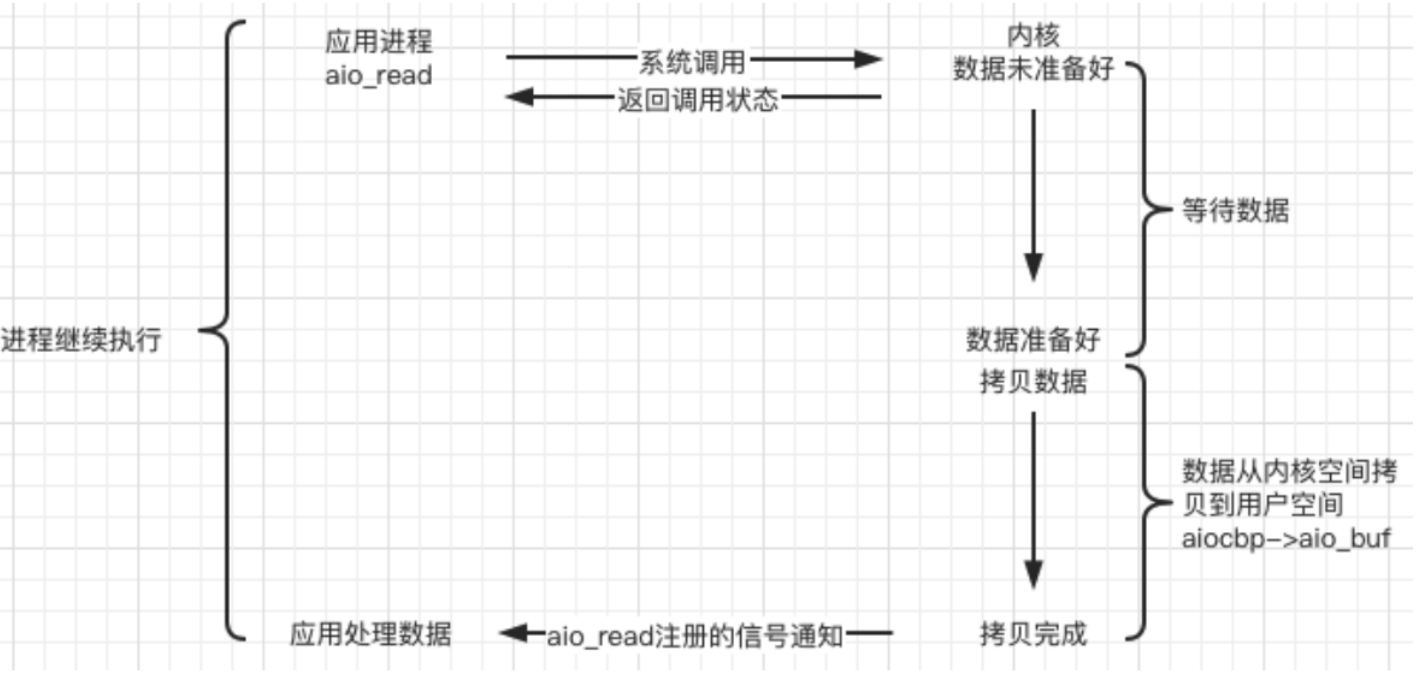 应用进程
aio_read
系统调用
返回调用状态
内核
数据未准备好
等待数据
进程继续执行
数据准备好
拷贝数据
数据从内核空间拷
贝到用户空间
aiocbp->aio_buf
应用处理数据
aio_read注册的信号通知
拷贝完成